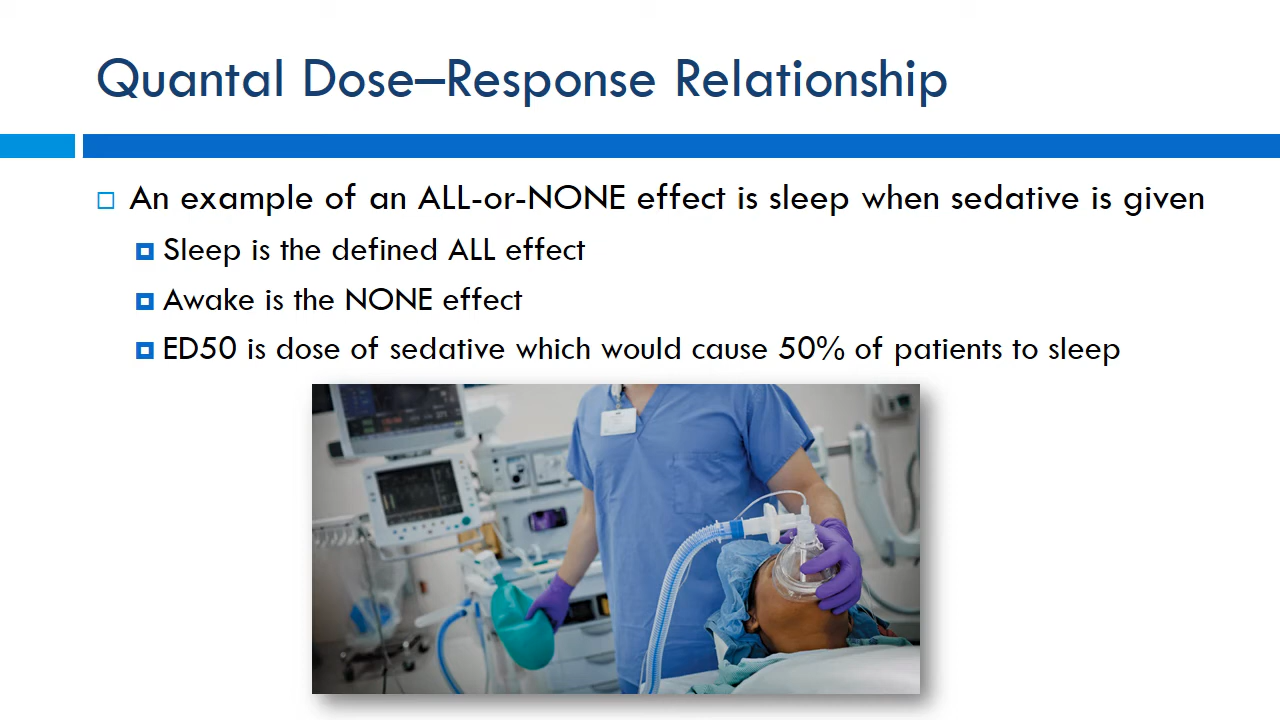 Quantal Dose–Response Relationship
An example of an ALL-or-NONE effect is sleep when sedative is given
Sleep is the defined ALL effect
Awake is the NONE effect
ED50 is dose of sedative which would cause 50% of patients to sleep